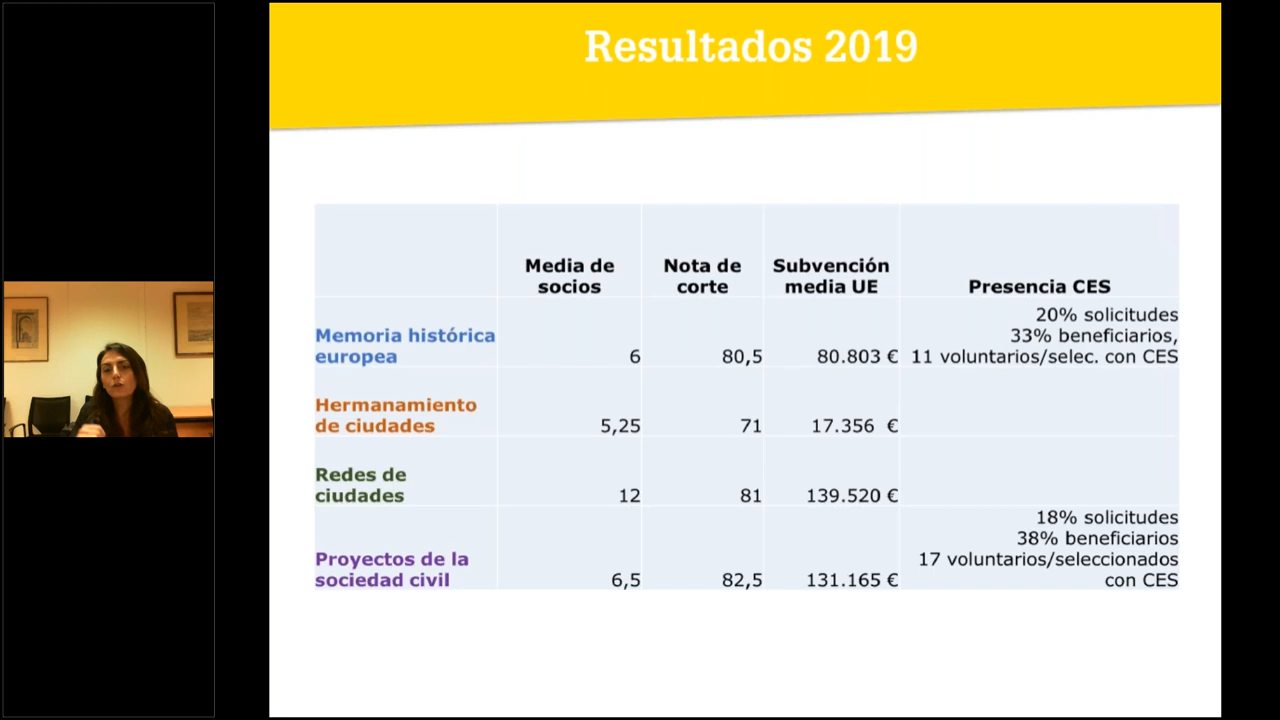 Resultados 2019
Media de socios
Nota de corte
Subvención media UE
Presencia CES
Memoria histórica europea
6
80,5
80.803 €
20% solicitudes
33% beneficiarios,
11 voluntarios/selec. con CES
Hermanamiento de ciudades
5,25
71
17.356 €
Redes de ciudades
12
81
139.520 €
Proyectos de la sociedad civil
6,5
82,5
131.165 €
18% solicitudes
38% beneficiarios
17 voluntarios/seleccionados
con CES